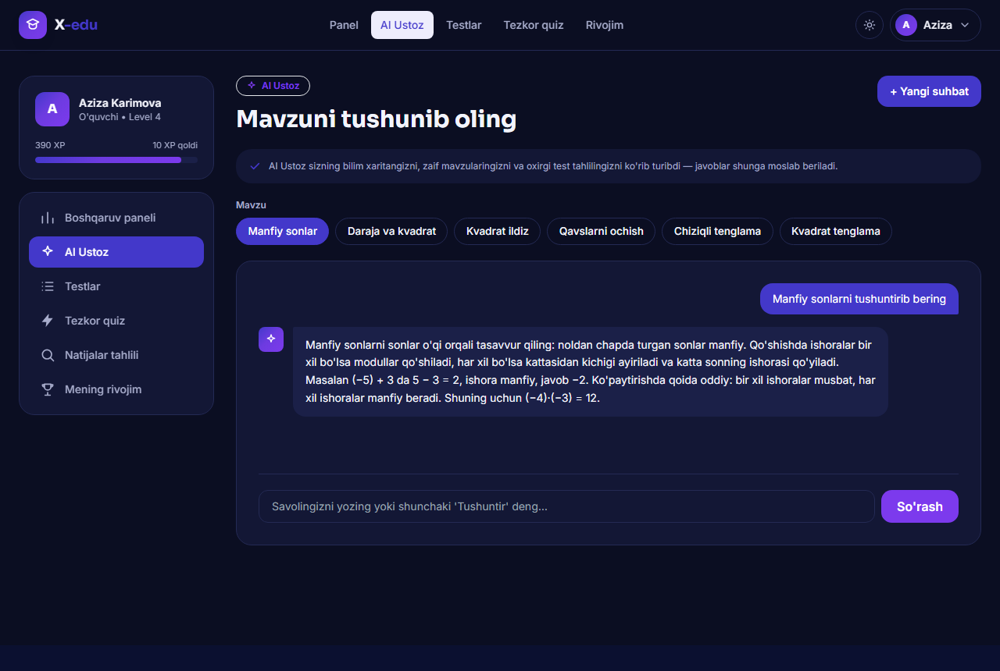 X-edu
Panel
AI Ustoz
Testlar
Tezkor quiz
Rivojim
A
Aziza
A
Aziza Karimova
O'quvchi • Level 4
390 XP
10 XP qoldi
Boshqaruv paneli
AI Ustoz
Testlar
Tezkor quiz
Natijalar tahlili
Mening rivojim
AI Ustoz
Mavzuni tushunib oling
+ Yangi suhbat
AI Ustoz sizning bilim xaritangizni, zaif mavzularingizni va oxirgi test tahlilingizni ko'rib turibdi — javoblar shunga moslab beriladi.
Mavzu
Manfiy sonlar
Daraja va kvadrat
Kvadrat ildiz
Qavslarni ochish
Chiziqli tenglama
Kvadrat tenglama
Manfiy sonlarni tushuntirib bering
Manfiy sonlarni sonlar o'qi orqali tasavvur qiling: noldan chapda turgan sonlar manfiy. Qo'shishda ishoralar bir
xil bo'lsa modullar qo'shiladi, har xil bo'lsa kattasidan kichigi ayiriladi va katta sonning ishorasi qo'yiladi.
Masalan (−5) + 3 da 5 − 3 = 2, ishora manfiy, javob −2. Ko'paytirishda qoida oddiy: bir xil ishoralar musbat, har
xil ishoralar manfiy beradi. Shuning uchun (−4)·(−3) = 12.
Savolingizni yozing yoki shunchaki 'Tushuntir' deng...
So'rash